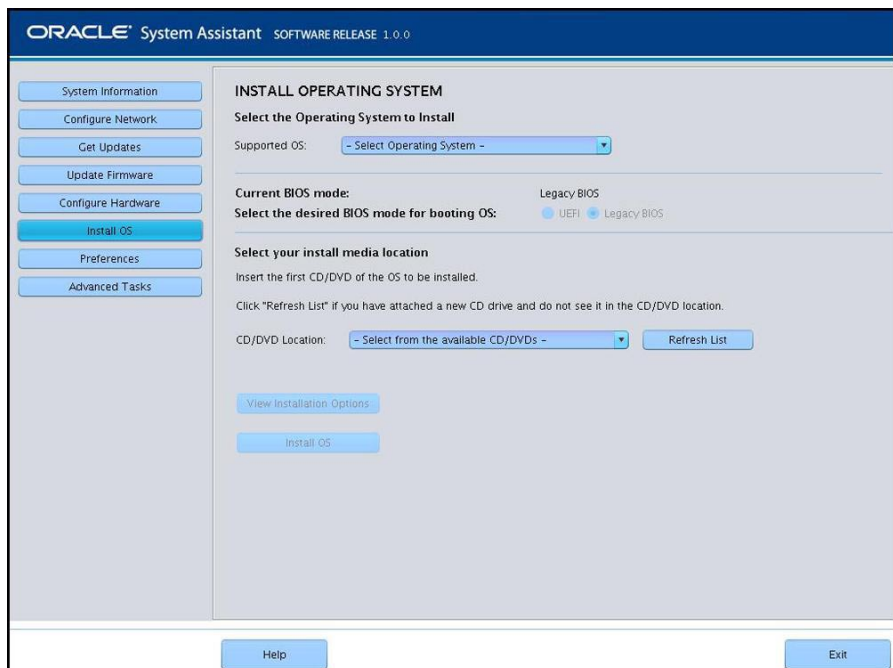 ORACLE System Assistant SOFTWARE RELEASE 1.0.0
System Information
Configure Network
Get Updates
Update Firmware
Configure Hardware
Install OS
Preferences
Advanced Tasks
INSTALL OPERATING SYSTEM
Select the Operating System to Install
Supported OS: - Select Operating System -
Current BIOS mode: Legacy BIOS
Select the desired BIOS mode for booting OS: UEFI Legacy BIOS
Select your install media location
Insert the first CD/DVD of the OS to be installed.
Click "Refresh List" if you have attached a new CD drive and do not see it in the CD/DVD location.
CD/DVD Location: - Select from the available CD/DVDs - Refresh List
View Installation Options
Install OS
Help Exit